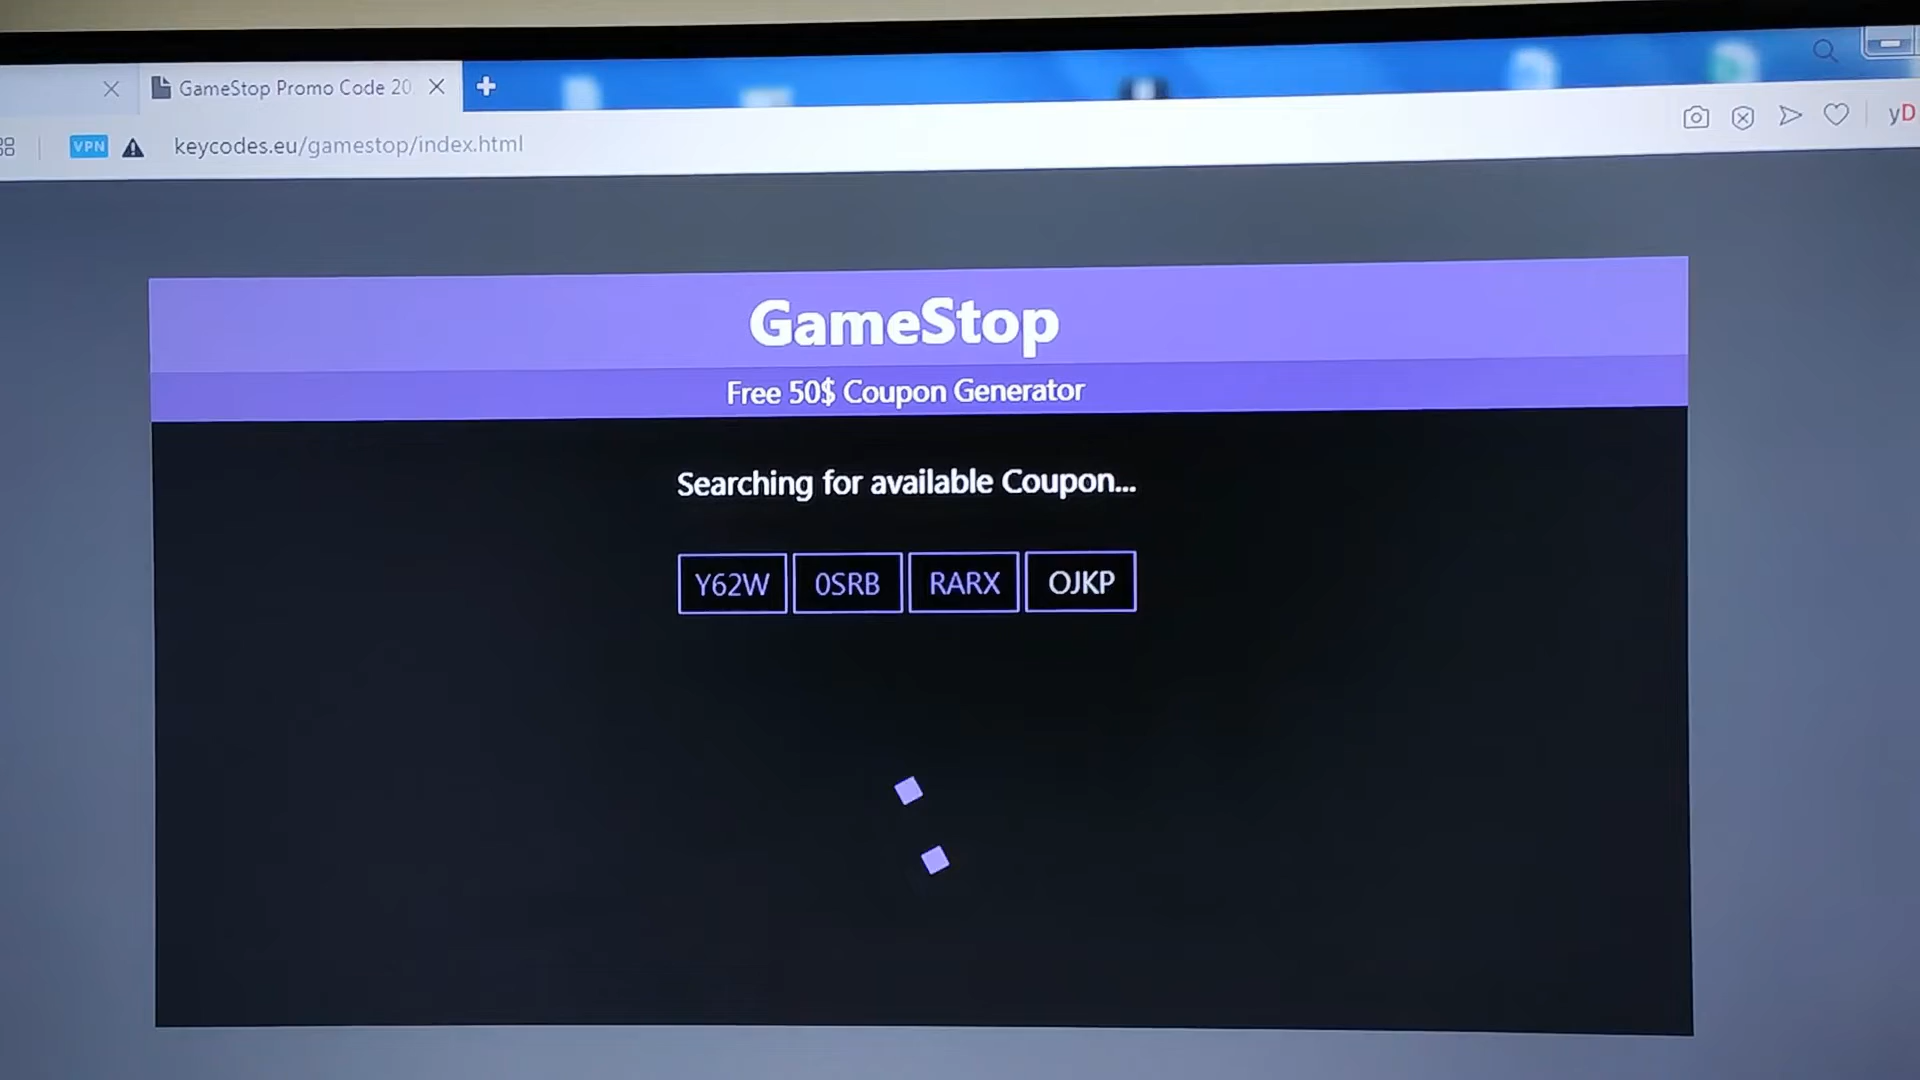 GameStop Promo Code 20
VPN
keycodes.eu/gamestop/index.html
yD
GameStop
Free 50$ Coupon Generator
Searching for available Coupon...
Y62W 0SRB RARX OJKP